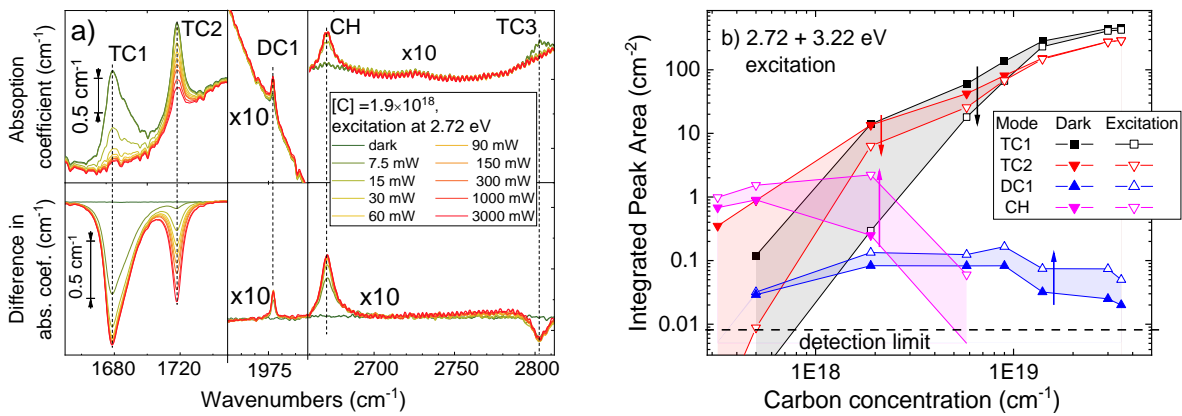 a)
TC1
TC2
DC1
CH
TC3
x10
x10
0.5 cm-1
[C] =1.9×10^18,
excitation at 2.72 eV
dark
7.5 mW
15 mW
30 mW
60 mW
90 mW
150 mW
300 mW
1000 mW
3000 mW
Absoption
coefficient (cm-1)
0.5 cm-1
x10
x10
Difference in
abs. coef. (cm-1)
1680 1720 1975 2700 2750 2800
Wavenumbers (cm-1)
b) 2.72 + 3.22 eV
excitation
Integrated Peak Area (cm-2)
100
10
1
0.1
0.01
Mode Dark Excitation
TC1
TC2
DC1
CH
detection limit
1E18 1E19
Carbon concentration (cm-3)